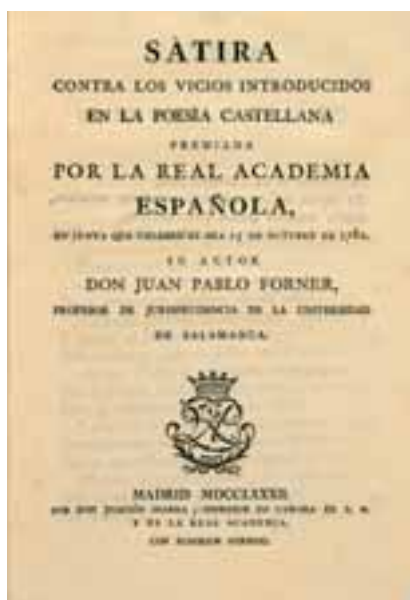 SÀTIRA
CONTRA LOS VICIOS INTRODUCIDOS
EN LA POESÍA CASTELLANA
PREMIADA
POR LA REAL ACADEMIA
ESPAÑOLA,
EN JUNTA QUE CELEBRÓ EL DIA 15 DE OCTUBRE DE 1782.
SU AUTOR
DON JUAN PABLO FORNER,
PROFESOR DE JURISPRUDENCIA EN LA UNIVERSIDAD
DE SALAMANCA.
MADRID MDCCLXXXII
POR DON JOACHÎN IBARRA, IMPRESOR DE CÁMARA DE S. M.
Y DE LA REAL ACADEMIA.
CON SUPERIOR PERMISO.